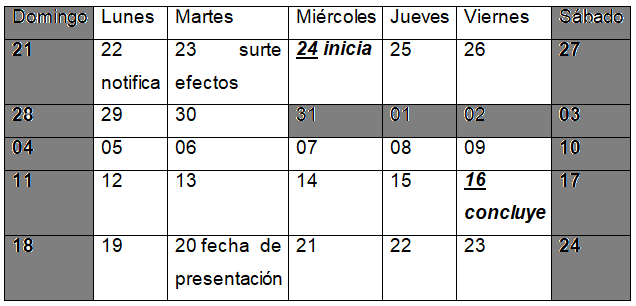 Domingo Lunes Martes Miércoles Jueves Viernes Sábado
21 22 notifica 23 surte efectos 24 inicia 25 26 27
28 29 30 31 01 02 03
04 05 06 07 08 09 10
11 12 13 14 15 16 concluye 17
18 19 20 fecha de presentación 21 22 23 24